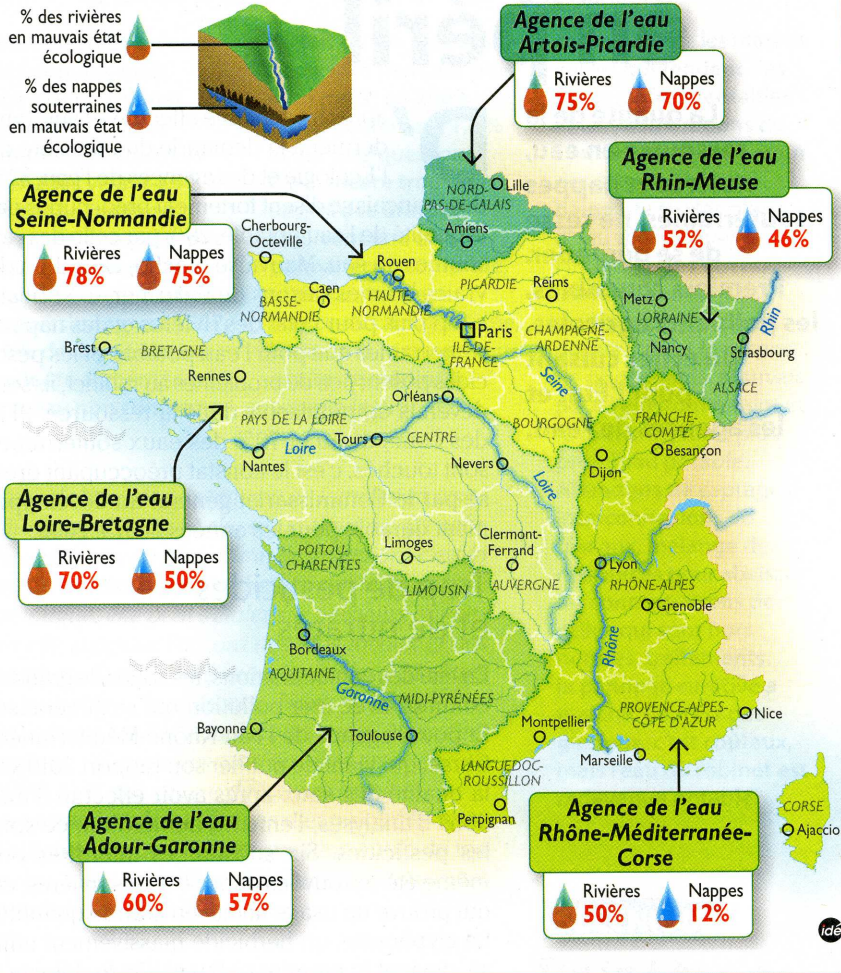 % des rivières
en mauvais état
écologique
% des nappes
souterraines
en mauvais état
écologique
Agence de l'eau
Artois-Picardie
Rivières
75%
Nappes
70%
Agence de l'eau
Rhin-Meuse
Rivières
52%
Nappes
46%
Agence de l'eau
Seine-Normandie
Rivières
78%
Nappes
75%
NORD-
PAS-DE-CALAIS
Lille
Amiens
Cherbourg-
Octeville
Rouen
Caen
BASSE-
NORMANDIE
HAUTE-
NORMANDIE
PICARDIE
Reims
Metz
LORRAINE
Nancy
Rhin
Strasbourg
ALSACE
Paris
ILE-DE-
FRANCE
CHAMPAGNE-
ARDENNE
Seine
Brest
BRETAGNE
Rennes
Orléans
BOURGOGNE
FRANCHE-
COMTÉ
PAYS DE LA LOIRE
Loire
Tours
CENTRE
Nantes
Nevers
Loire
Dijon
Besançon
Agence de l'eau
Loire-Bretagne
Rivières
70%
Nappes
50%
POITOU-
CHARENTES
Limoges
LIMOUSIN
Clermont-
Ferrand
AUVERGNE
Lyon
RHÔNE-ALPES
Grenoble
Rhône
Bordeaux
AQUITAINE
Garonne
MIDI-PYRÉNÉES
Bayonne
Toulouse
Montpellier
PROVENCE-ALPES-
CÔTE D'AZUR
Nice
Marseille
LANGUEDOC-
ROUSSILLON
Perpignan
CORSE
Ajaccio
Agence de l'eau
Adour-Garonne
Rivières
60%
Nappes
57%
Agence de l'eau
Rhône-Méditerranée-
Corse
Rivières
50%
Nappes
12%
idé